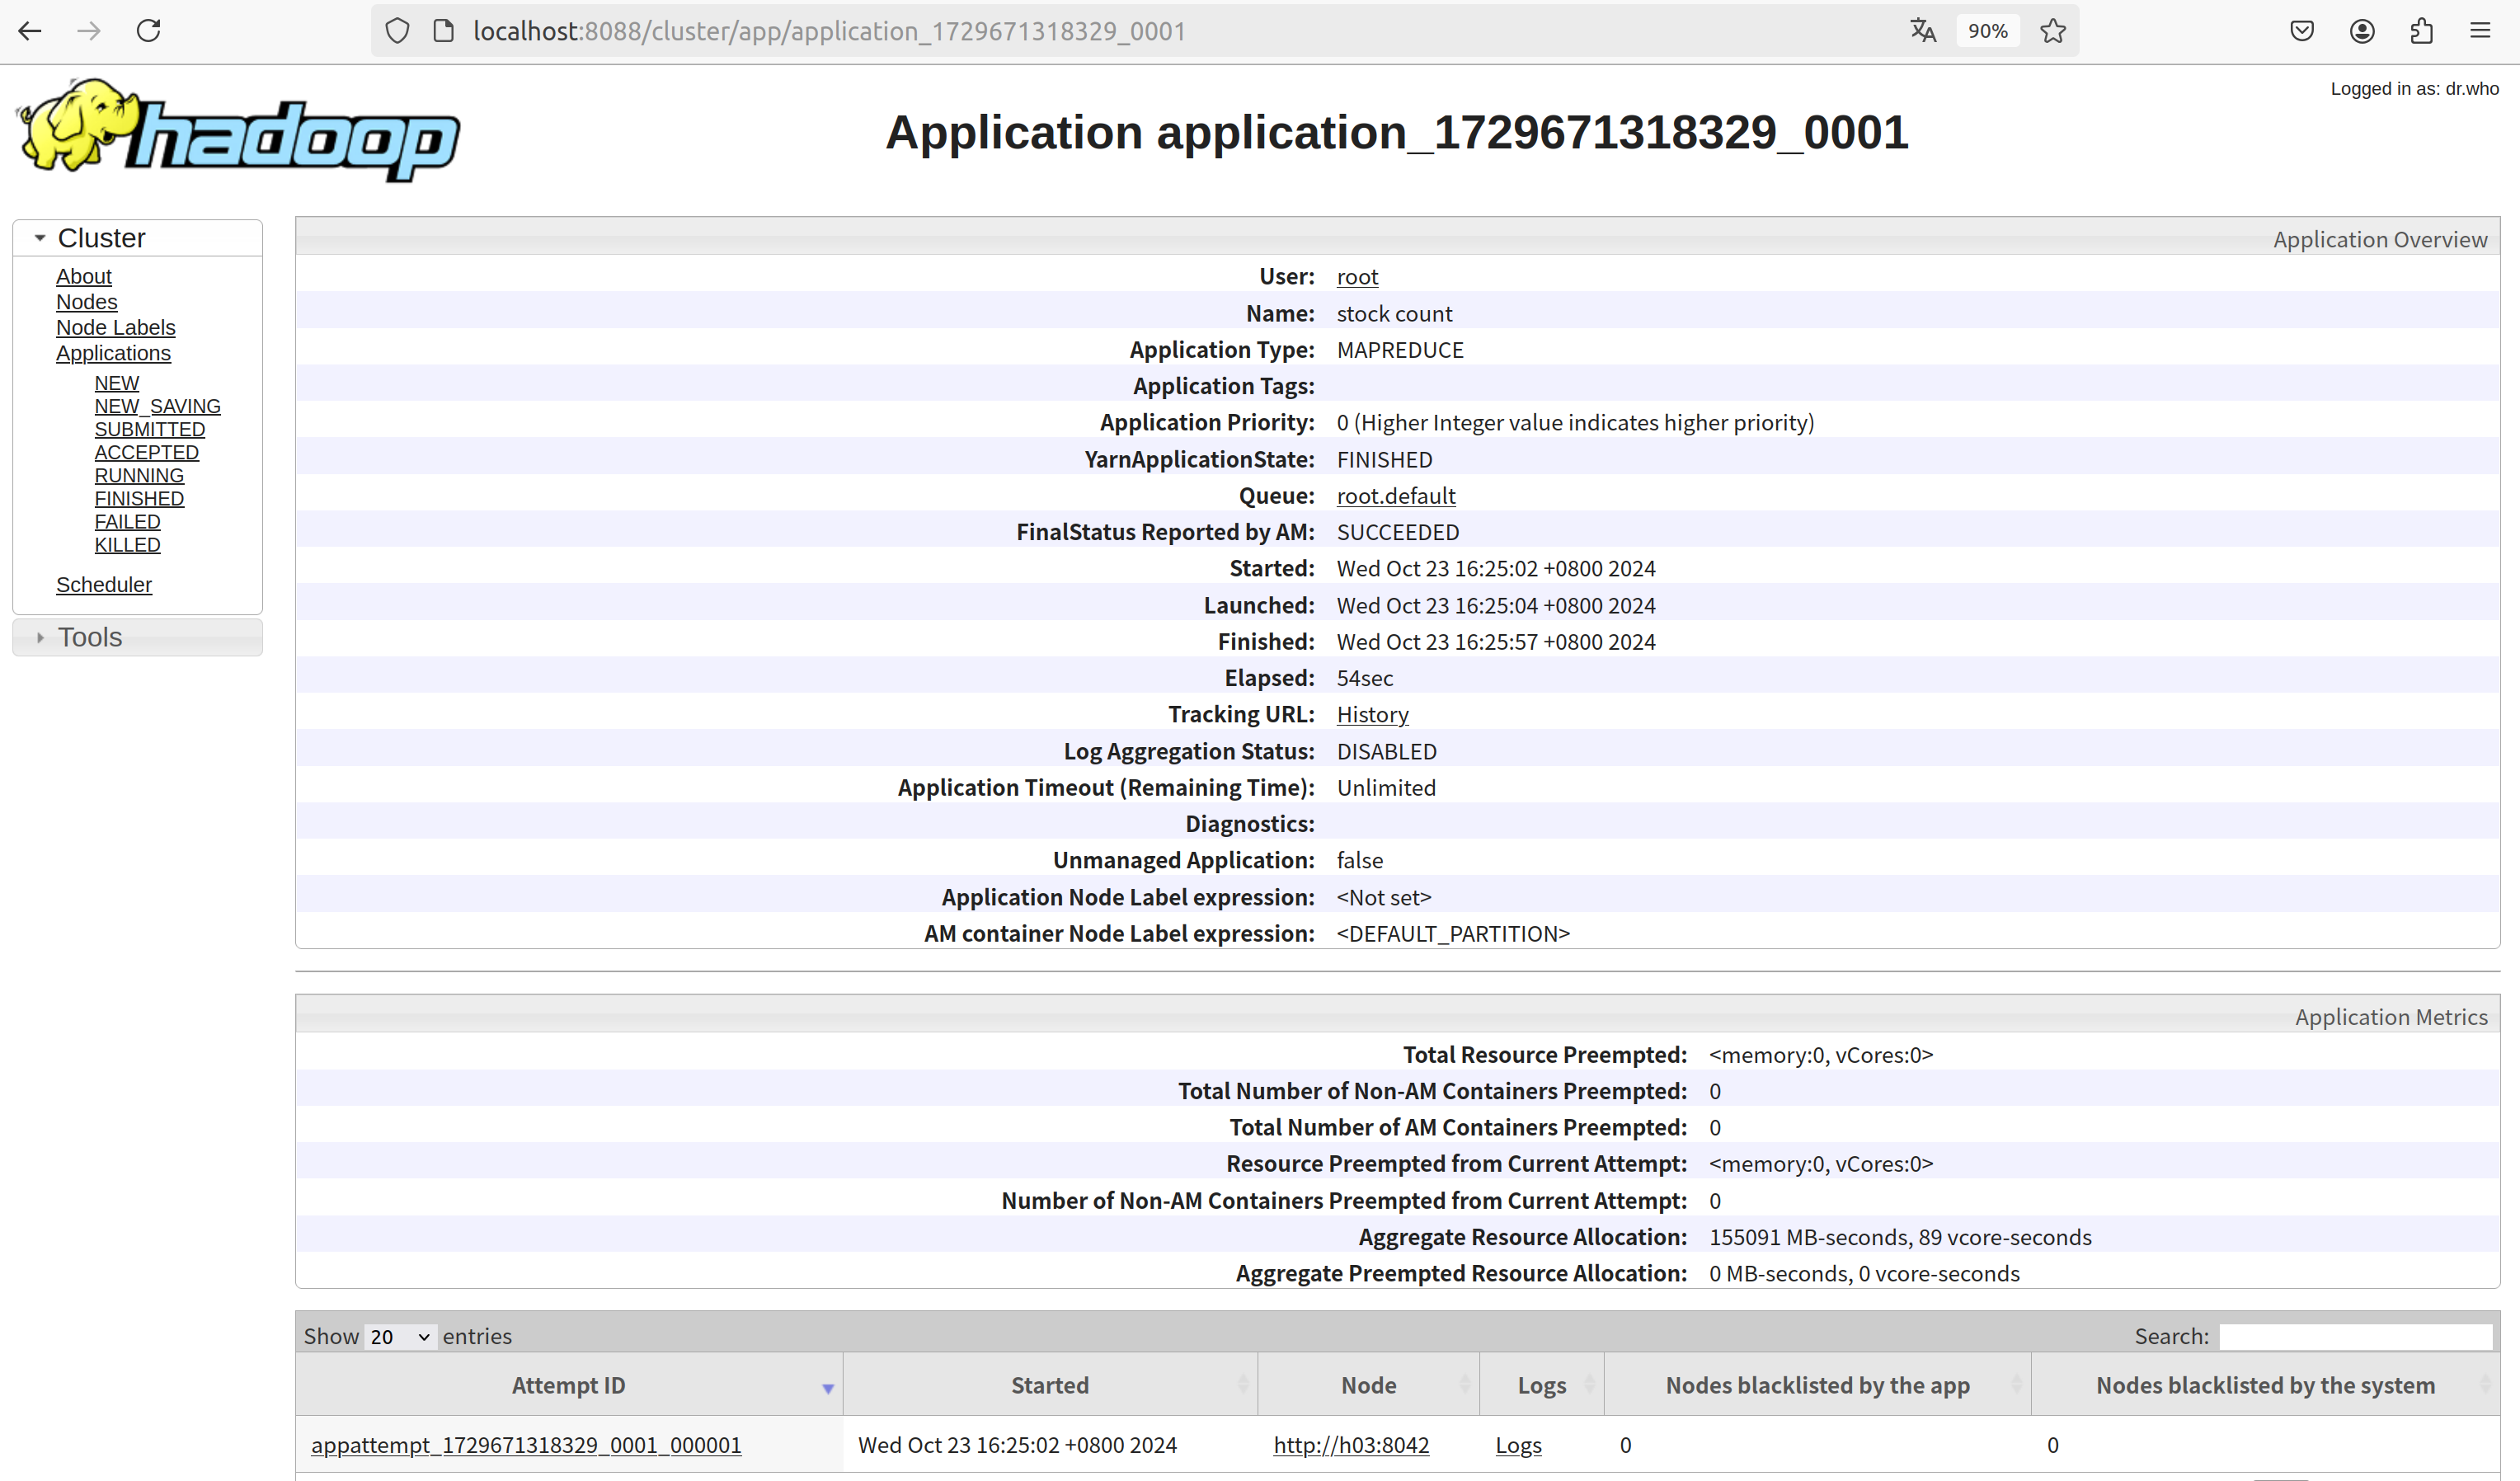 localhost:8088/cluster/app/application_1729671318329_0001
90%
Logged in as: dr.who
hadoop
Application application_1729671318329_0001
Cluster
About
Nodes
Node Labels
Applications
NEW
NEW_SAVING
SUBMITTED
ACCEPTED
RUNNING
FINISHED
FAILED
KILLED
Scheduler
Tools
Application Overview
User: root
Name: stock count
Application Type: MAPREDUCE
Application Tags:
Application Priority: 0 (Higher Integer value indicates higher priority)
YarnApplicationState: FINISHED
Queue: root.default
FinalStatus Reported by AM: SUCCEEDED
Started: Wed Oct 23 16:25:02 +0800 2024
Launched: Wed Oct 23 16:25:04 +0800 2024
Finished: Wed Oct 23 16:25:57 +0800 2024
Elapsed: 54sec
Tracking URL: History
Log Aggregation Status: DISABLED
Application Timeout (Remaining Time): Unlimited
Diagnostics:
Unmanaged Application: false
Application Node Label expression: <Not set>
AM container Node Label expression: <DEFAULT_PARTITION>
Application Metrics
Total Resource Preempted: <memory:0, vCores:0>
Total Number of Non-AM Containers Preempted: 0
Total Number of AM Containers Preempted: 0
Resource Preempted from Current Attempt: <memory:0, vCores:0>
Number of Non-AM Containers Preempted from Current Attempt: 0
Aggregate Resource Allocation: 155091 MB-seconds, 89 vcore-seconds
Aggregate Preempted Resource Allocation: 0 MB-seconds, 0 vcore-seconds
Show 20 entries Search:
Attempt ID Started Node Logs Nodes blacklisted by the app Nodes blacklisted by the system
appattempt_1729671318329_0001_000001 Wed Oct 23 16:25:02 +0800 2024 http://h03:8042 Logs 0 0